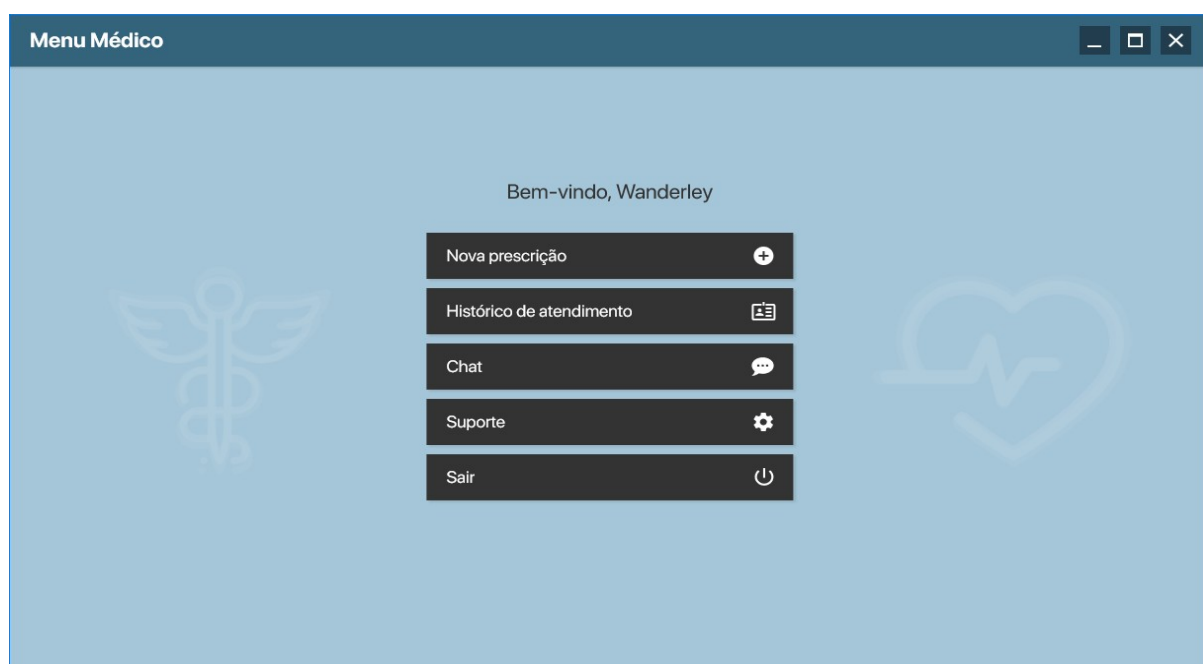 Menu Médico
Bem-vindo, Wanderley
Nova prescrição
Histórico de atendimento
Chat
Suporte
Sair